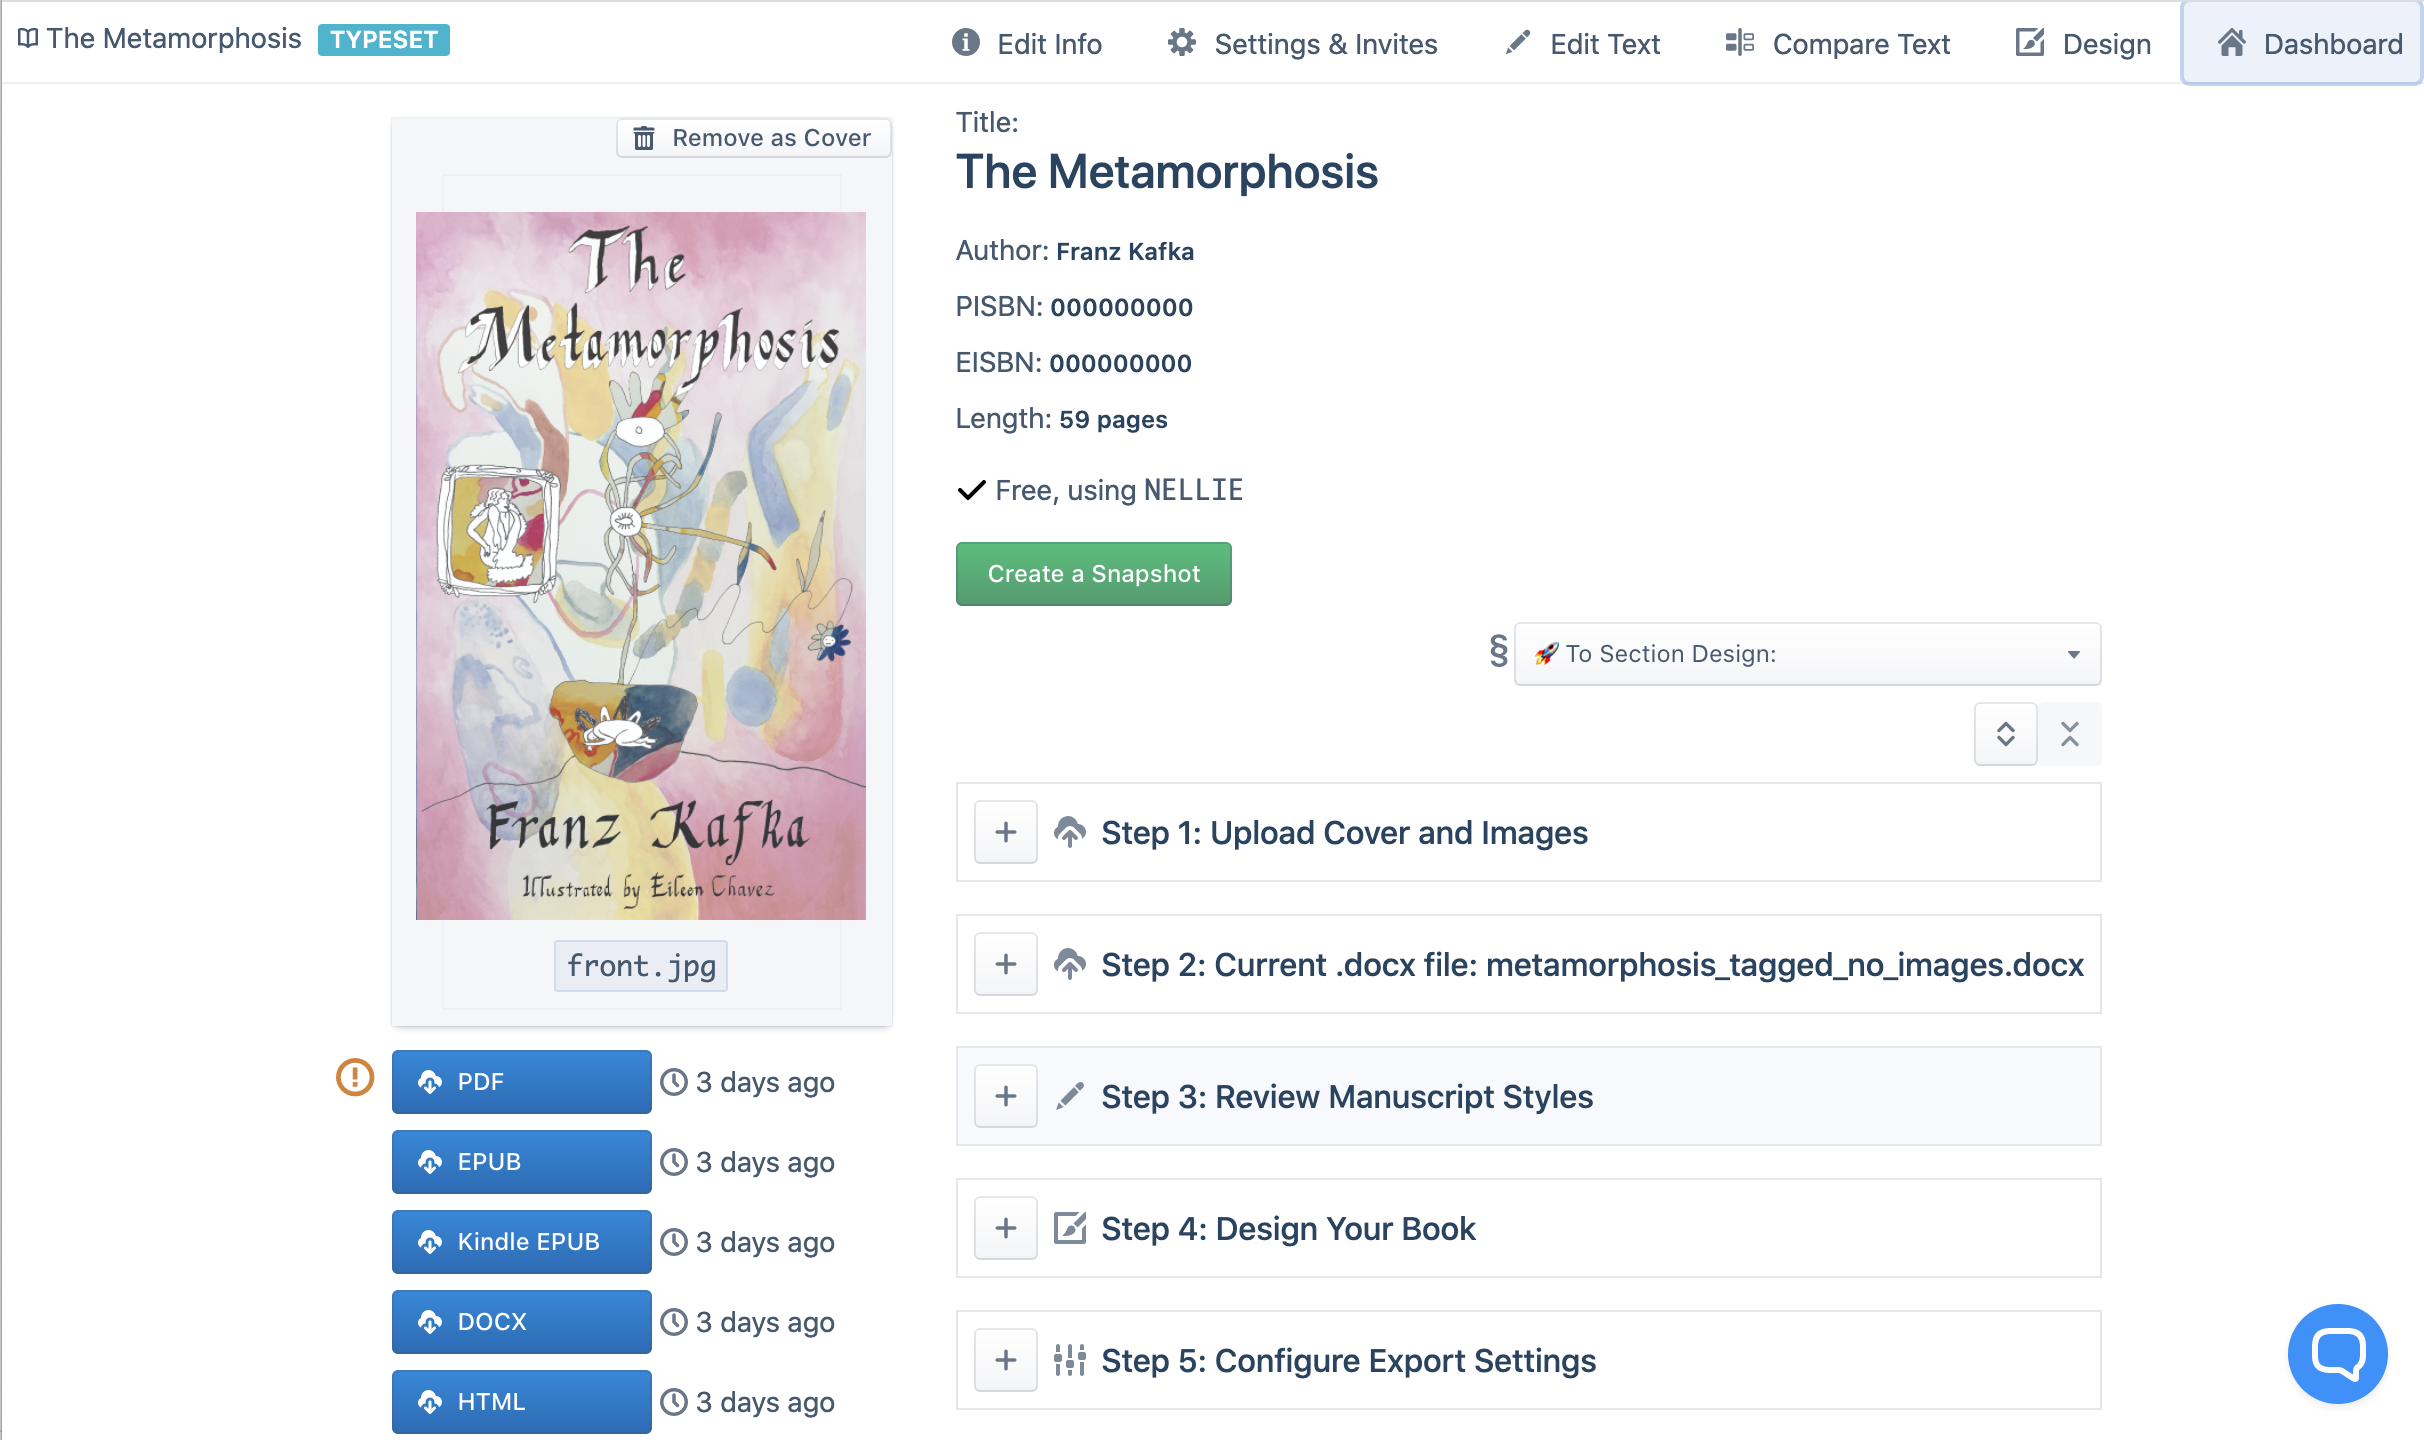 The Metamorphosis TYPESET
Edit Info
Settings & Invites
Edit Text
Compare Text
Design
Dashboard
Remove as Cover
The
Metamorphosis
Franz Kafka
Illustrated by Eileen Chavez
front.jpg
PDF 3 days ago
EPUB 3 days ago
Kindle EPUB 3 days ago
DOCX 3 days ago
HTML 3 days ago
Title:
The Metamorphosis
Author: Franz Kafka
PISBN: 000000000
EISBN: 000000000
Length: 59 pages
Free, using NELLIE
Create a Snapshot
§ 🚀 To Section Design:
Step 1: Upload Cover and Images
Step 2: Current .docx file: metamorphosis_tagged_no_images.docx
Step 3: Review Manuscript Styles
Step 4: Design Your Book
Step 5: Configure Export Settings